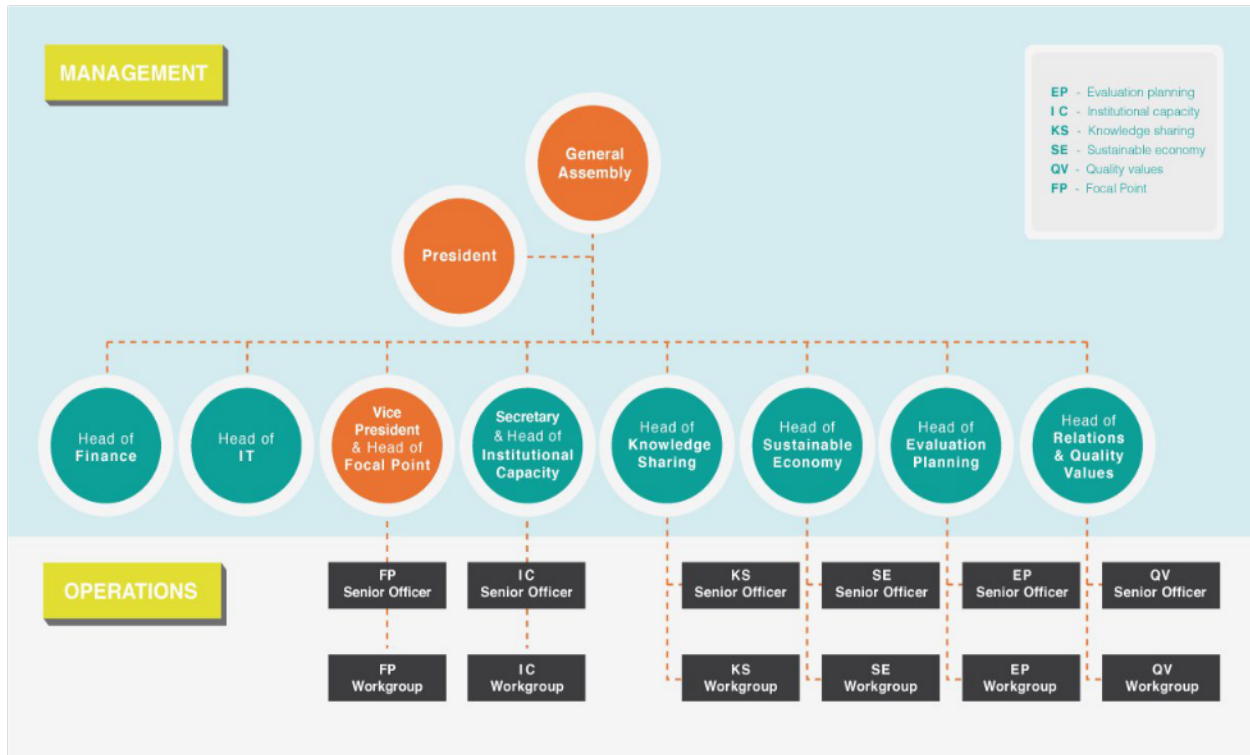 MANAGEMENT
EP - Evaluation planning
I C - Institutional capacity
KS - Knowledge sharing
SE - Sustainable economy
QV - Quality values
FP - Focal Point
General
Assembly
President
Head of
Finance
Head of
IT
Vice
President
& Head of
Focal Point
Secretary
& Head of
Institutional
Capacity
Head of
Knowledge
Sharing
Head of
Sustainable
Economy
Head of
Evaluation
Planning
Head of
Relations
& Quality
Values
OPERATIONS
FP
Senior Officer
I C
Senior Officer
KS
Senior Officer
SE
Senior Officer
EP
Senior Officer
QV
Senior Officer
FP
Workgroup
I C
Workgroup
KS
Workgroup
SE
Workgroup
EP
Workgroup
QV
Workgroup